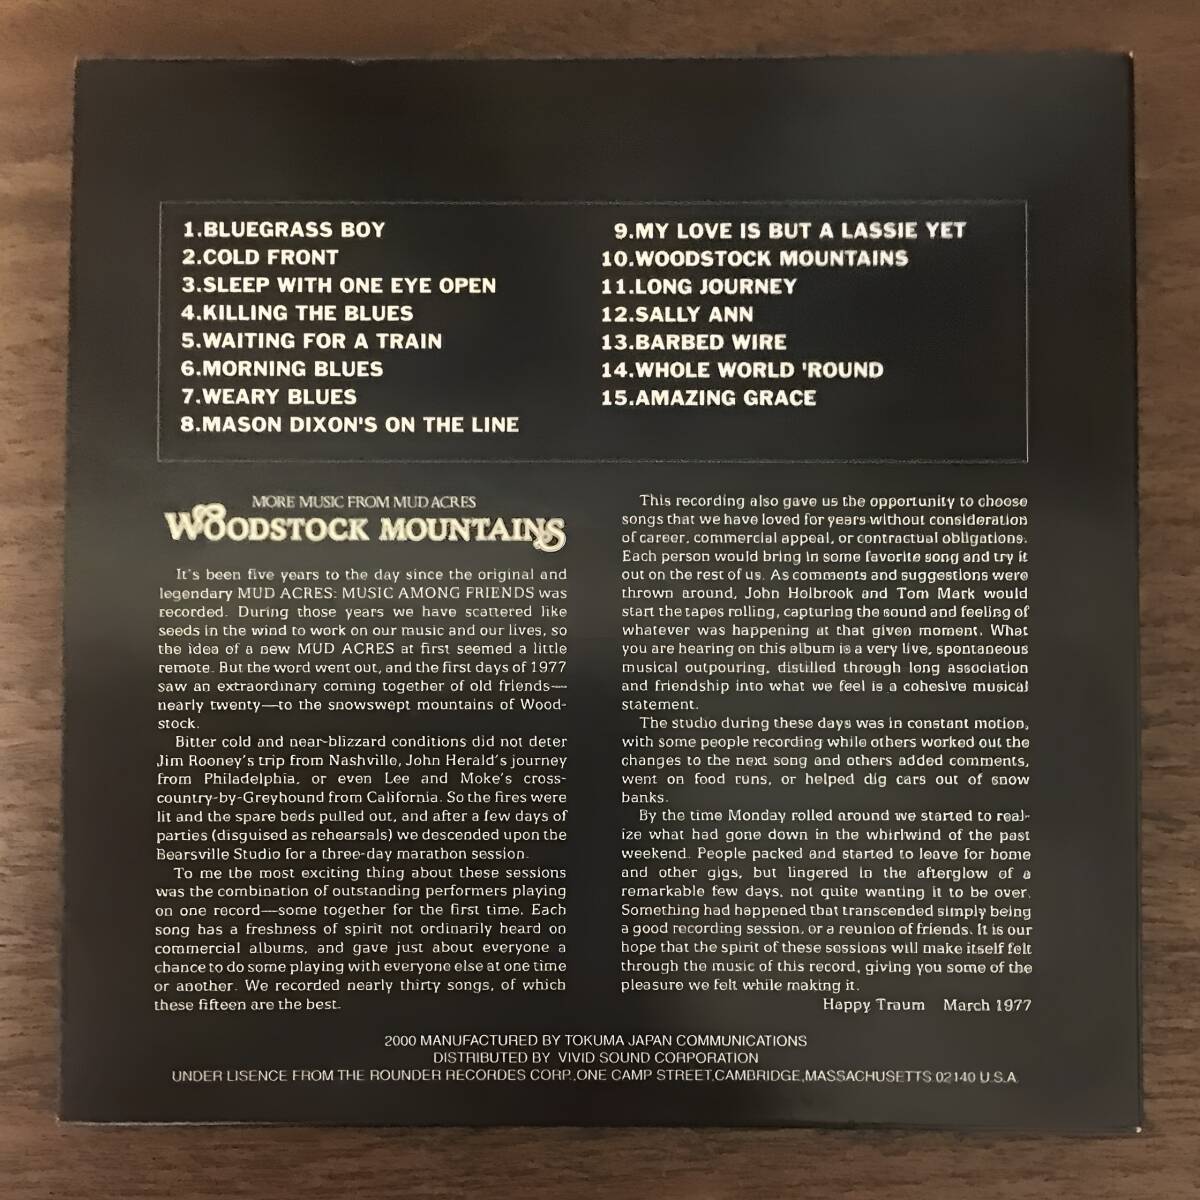 1.BLUEGRASS BOY
2.COLD FRONT
3.SLEEP WITH ONE EYE OPEN
4.KILLING THE BLUES
5.WAITING FOR A TRAIN
6.MORNING BLUES
7.WEARY BLUES
8.MASON DIXON'S ON THE LINE
9.MY LOVE IS BUT A LASSIE YET
10.WOODSTOCK MOUNTAINS
11.LONG JOURNEY
12.SALLY ANN
13.BARBED WIRE
14.WHOLE WORLD 'ROUND
15.AMAZING GRACE
MORE MUSIC FROM MUD ACRES
WOODSTOCK MOUNTAINS
It's been five years to the day since the original and
legendary MUD ACRES: MUSIC AMONG FRIENDS was
recorded. During those years we have scattered like
seeds in the wind to work on our music and our lives, so
the idea of a new MUD ACRES at first seemed a little
remote. But the word went out, and the first days of 1977
saw an extraordinary coming together of old friends—
nearly twenty—to the snowswept mountains of Wood-
stock.
Bitter cold and near-blizzard conditions did not deter
Jim Rooney's trip from Nashville, John Herald's journey
from Philadelphia, or even Lee and Moke's cross-
country-by-Greyhound from California. So the fires were
lit and the spare beds pulled out, and after a few days of
parties (disguised as rehearsals) we descended upon the
Bearsville Studio for a three-day marathon session.
To me the most exciting thing about these sessions
was the combination of outstanding performers playing
on one record—some together for the first time. Each
song has a freshness of spirit not ordinarily heard on
commercial albums, and gave just about everyone a
chance to do some playing with everyone else at one time
or another. We recorded nearly thirty songs, of which
these fifteen are the best.
This recording also gave us the opportunity to choose
songs that we have loved for years without consideration
of career, commercial appeal, or contractual obligations.
Each person would bring in some favorite song and try it
out on the rest of us. As comments and suggestions were
thrown around, John Holbrook and Tom Mark would
start the tapes rolling, capturing the sound and feeling of
whatever was happening at that given moment. What
you are hearing on this album is a very live, spontaneous
musical outpouring, distilled through long association
and friendship into what we feel is a cohesive musical
statement.
The studio during these days was in constant motion,
with some people recording while others worked out the
changes to the next song and others added comments,
went on food runs, or helped dig cars out of snow
banks.
By the time Monday rolled around we started to real-
ize what had gone down in the whirlwind of the past
weekend. People packed and started to leave for home
and other gigs, but lingered in the afterglow of a
remarkable few days, not quite wanting it to be over.
Something had happened that transcended simply being
a good recording session, or a reunion of friends. It is our
hope that the spirit of these sessions will make itself felt
through the music of this record, giving you some of the
pleasure we felt while making it.
Happy Traum March 1977
2000 MANUFACTURED BY TOKUMA JAPAN COMMUNICATIONS
DISTRIBUTED BY VIVID SOUND CORPORATION
UNDER LISENCE FROM THE ROUNDER RECORDES CORP.,ONE CAMP STREET,CAMBRIDGE,MASSACHUSETTS 02140 U.S.A.